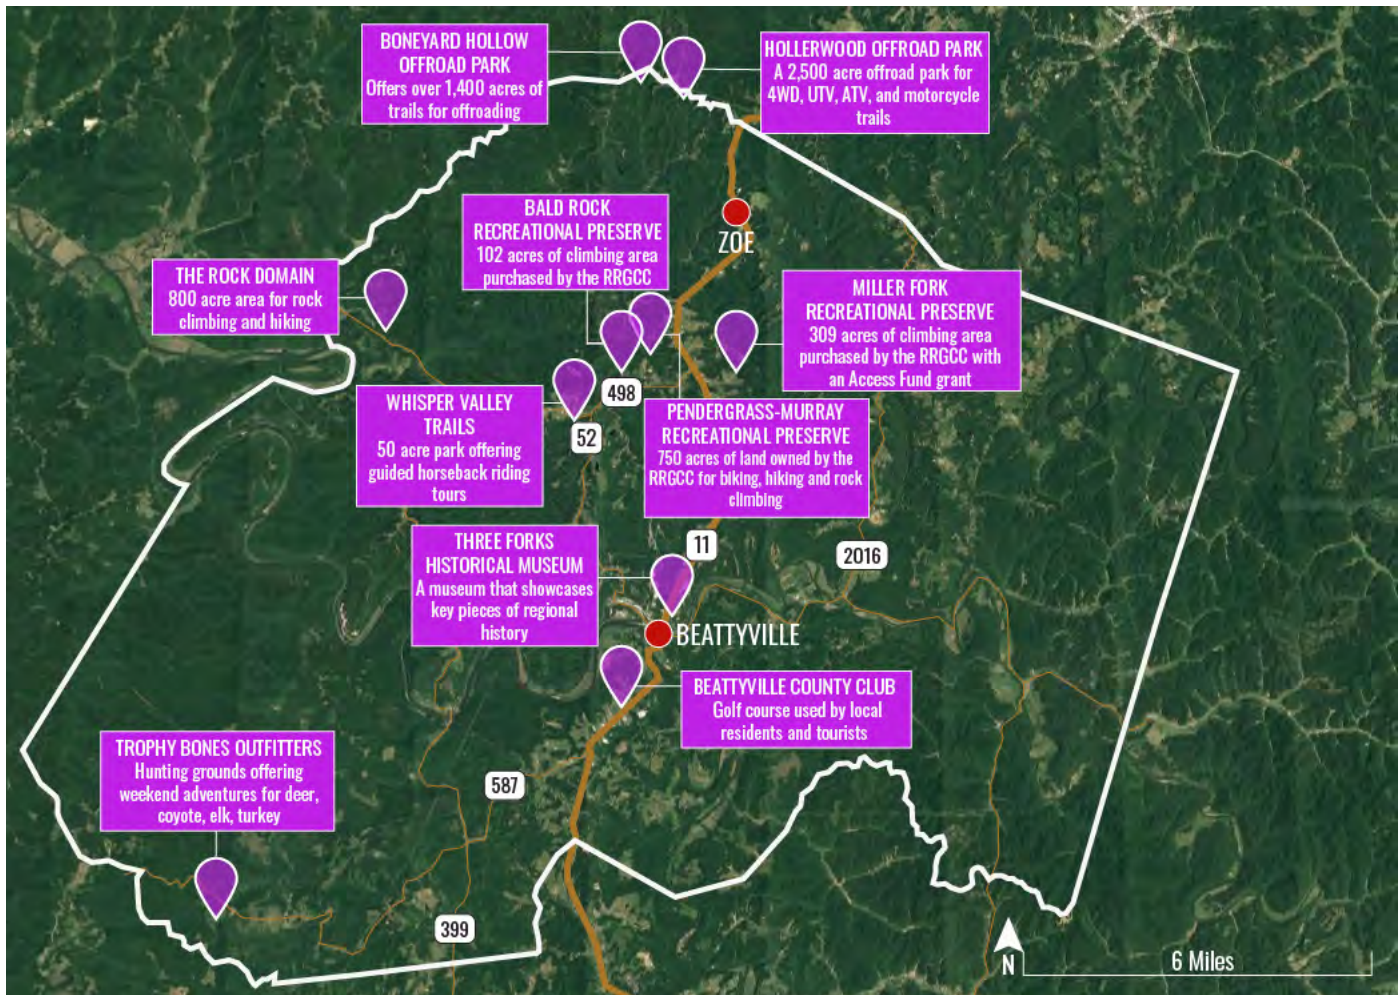 BONEYARD HOLLOW
OFFROAD PARK
Offers over 1,400 acres of
trails for offroading
HOLLERWOOD OFFROAD PARK
A 2,500 acre offroad park for
4WD, UTV, ATV, and motorcycle
trails
BALD ROCK
RECREATIONAL PRESERVE
102 acres of climbing area
purchased by the RRGCC
ZOE
THE ROCK DOMAIN
800 acre area for rock
climbing and hiking
MILLER FORK
RECREATIONAL PRESERVE
309 acres of climbing area
purchased by the RRGCC with
an Access Fund grant
WHISPER VALLEY
TRAILS
50 acre park offering
guided horseback riding
tours
498
52
PENDERGRASS-MURRAY
RECREATIONAL PRESERVE
750 acres of land owned by the
RRGCC for biking, hiking and rock
climbing
THREE FORKS
HISTORICAL MUSEUM
A museum that showcases
key pieces of regional
history
11
2016
BEATTYVILLE
BEATTYVILLE COUNTY CLUB
Golf course used by local
residents and tourists
TROPHY BONES OUTFITTERS
Hunting grounds offering
weekend adventures for deer,
coyote, elk, turkey
587
399
N
6 Miles